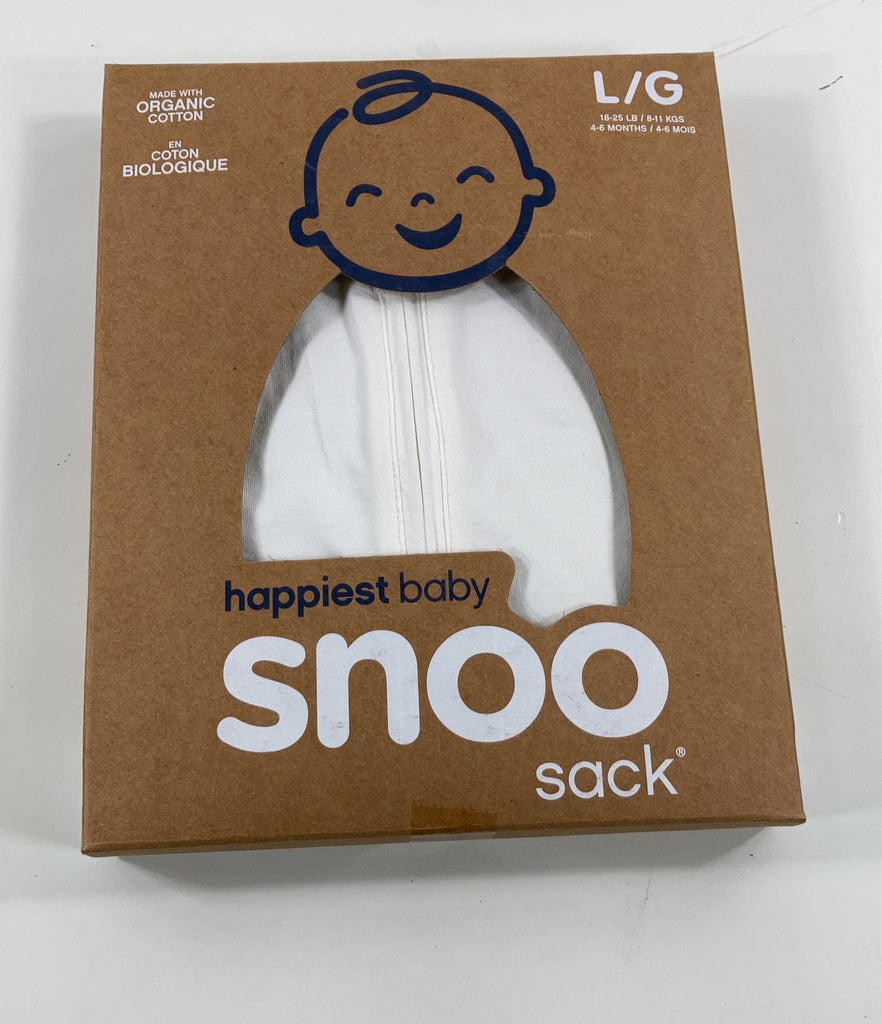 MADE WITH
ORGANIC
COTTON
EN
COTON
BIOLOGIQUE
L/G
18-25 LB / 8-11 KGS
4-6 MONTHS / 4-6 MOIS
happiest baby
snoo
sack®